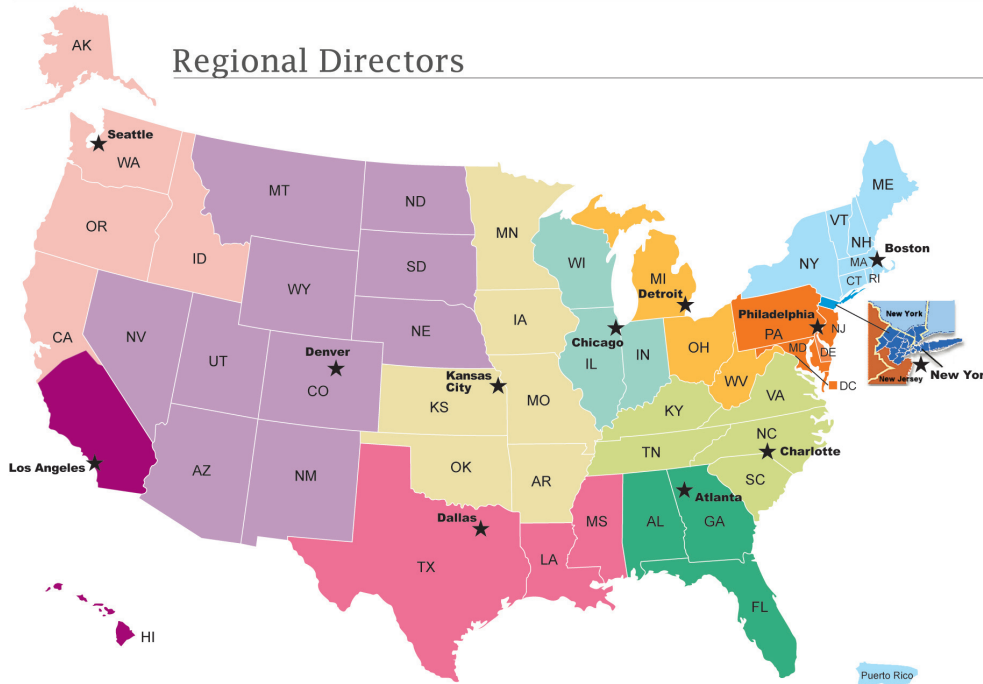 AK
Regional Directors
Seattle
WA
MT
ND
MN
ME
VT
NH
OR
ID
SD
WI
MI
NY
MA
Boston
CT
RI
WY
Detroit
IA
NE
Philadelphia
PA
NJ
New York
CA
NV
UT
Denver
CO
Chicago
IL
IN
OH
MD
DE
DC
New Jersey
New Yor
WV
Kansas
City
KS
MO
KY
VA
NC
Charlotte
TN
Los Angeles
AZ
NM
OK
AR
SC
Atlanta
Dallas
MS
AL
GA
TX
LA
FL
HI
Puerto Rico